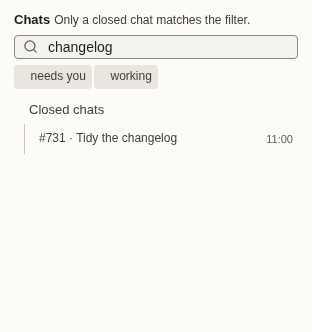 Chats Only a closed chat matches the filter.
changelog
needs you working
Closed chats
#731 · Tidy the changelog 11:00